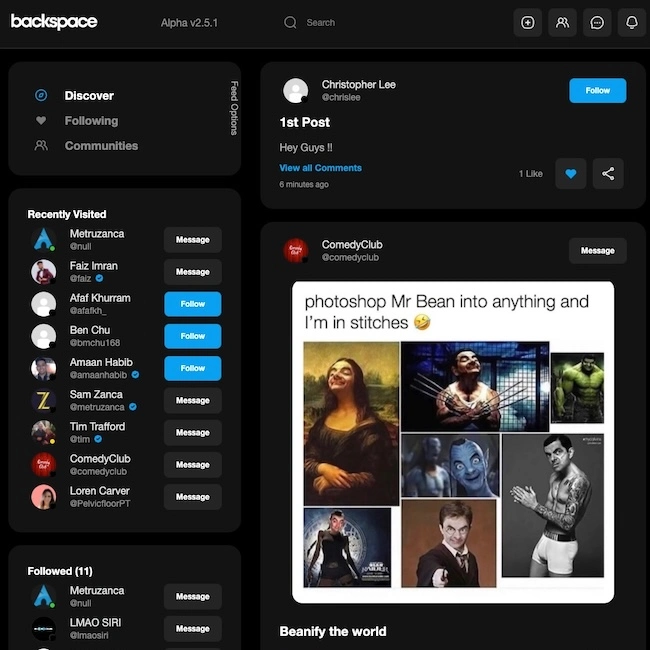 backspace
Alpha v2.5.1
Search
Discover
Following
Communities
Feed Options
Recently Visited
Metruzanca
@null
Message
Faiz Imran
@faiz
Message
Afaf Khurram
@afafkh_
Follow
Ben Chu
@bmchu168
Follow
Amaan Habib
@amaanhabib
Follow
Sam Zanca
@metruzanca
Message
Tim Trafford
@tim
Message
ComedyClub
@comedyclub
Message
Loren Carver
@PelvicfloorPT
Message
Followed (11)
Metruzanca
@null
Message
LMAO SIRI
@lmaosiri
Message
Christopher Lee
@chrislee
Follow
1st Post
Hey Guys !!
View all Comments
6 minutes ago
1 Like
ComedyClub
@comedyclub
Message
photoshop Mr Bean into anything and
I'm in stitches 🤣
Beanify the world